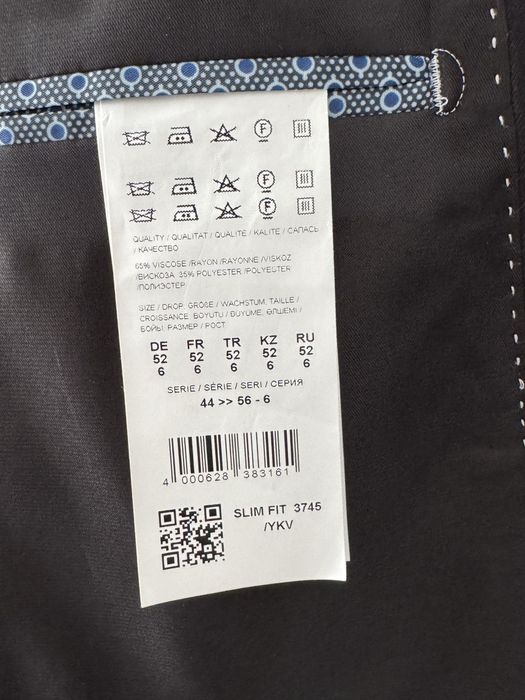 F
F
F
QUALITY / QUALITÄT / QUALITÉ / KALİTE / САПАСЫ
/ КАЧЕСТВО
65% VISCOSE /RAYON /RAYONNE /VISKOZ
/ВИСКОЗА 35% POLYESTER /POLYESTER
/ПОЛИЭСТЕР
SIZE / DROP, GRÖßE / WACHSTUM, TAILLE /
CROISSANCE, BOYUTU / BÜYÜME, ӨЛШЕМІ /
БОЙЫ, РАЗМЕР / РОСТ
DE FR TR KZ RU
52 52 52 52 52
6 6 6 6 6
SERIE / SÉRIE / SERI / СЕРИЯ
44 >> 56 - 6
4 000628 383161
SLIM FIT 3745
/YKV